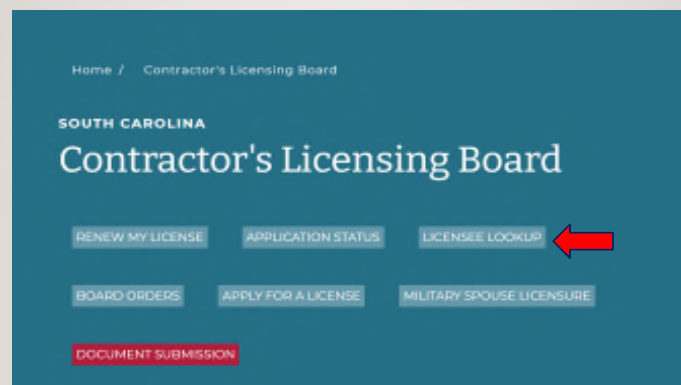 Home / Contractor's Licensing Board
SOUTH CAROLINA
Contractor's Licensing Board
RENEW MY LICENSE APPLICATION STATUS LICENSEE LOOKUP
BOARD ORDERS APPLY FOR A LICENSE MILITARY SPOUSE LICENSURE
DOCUMENT SUBMISSION